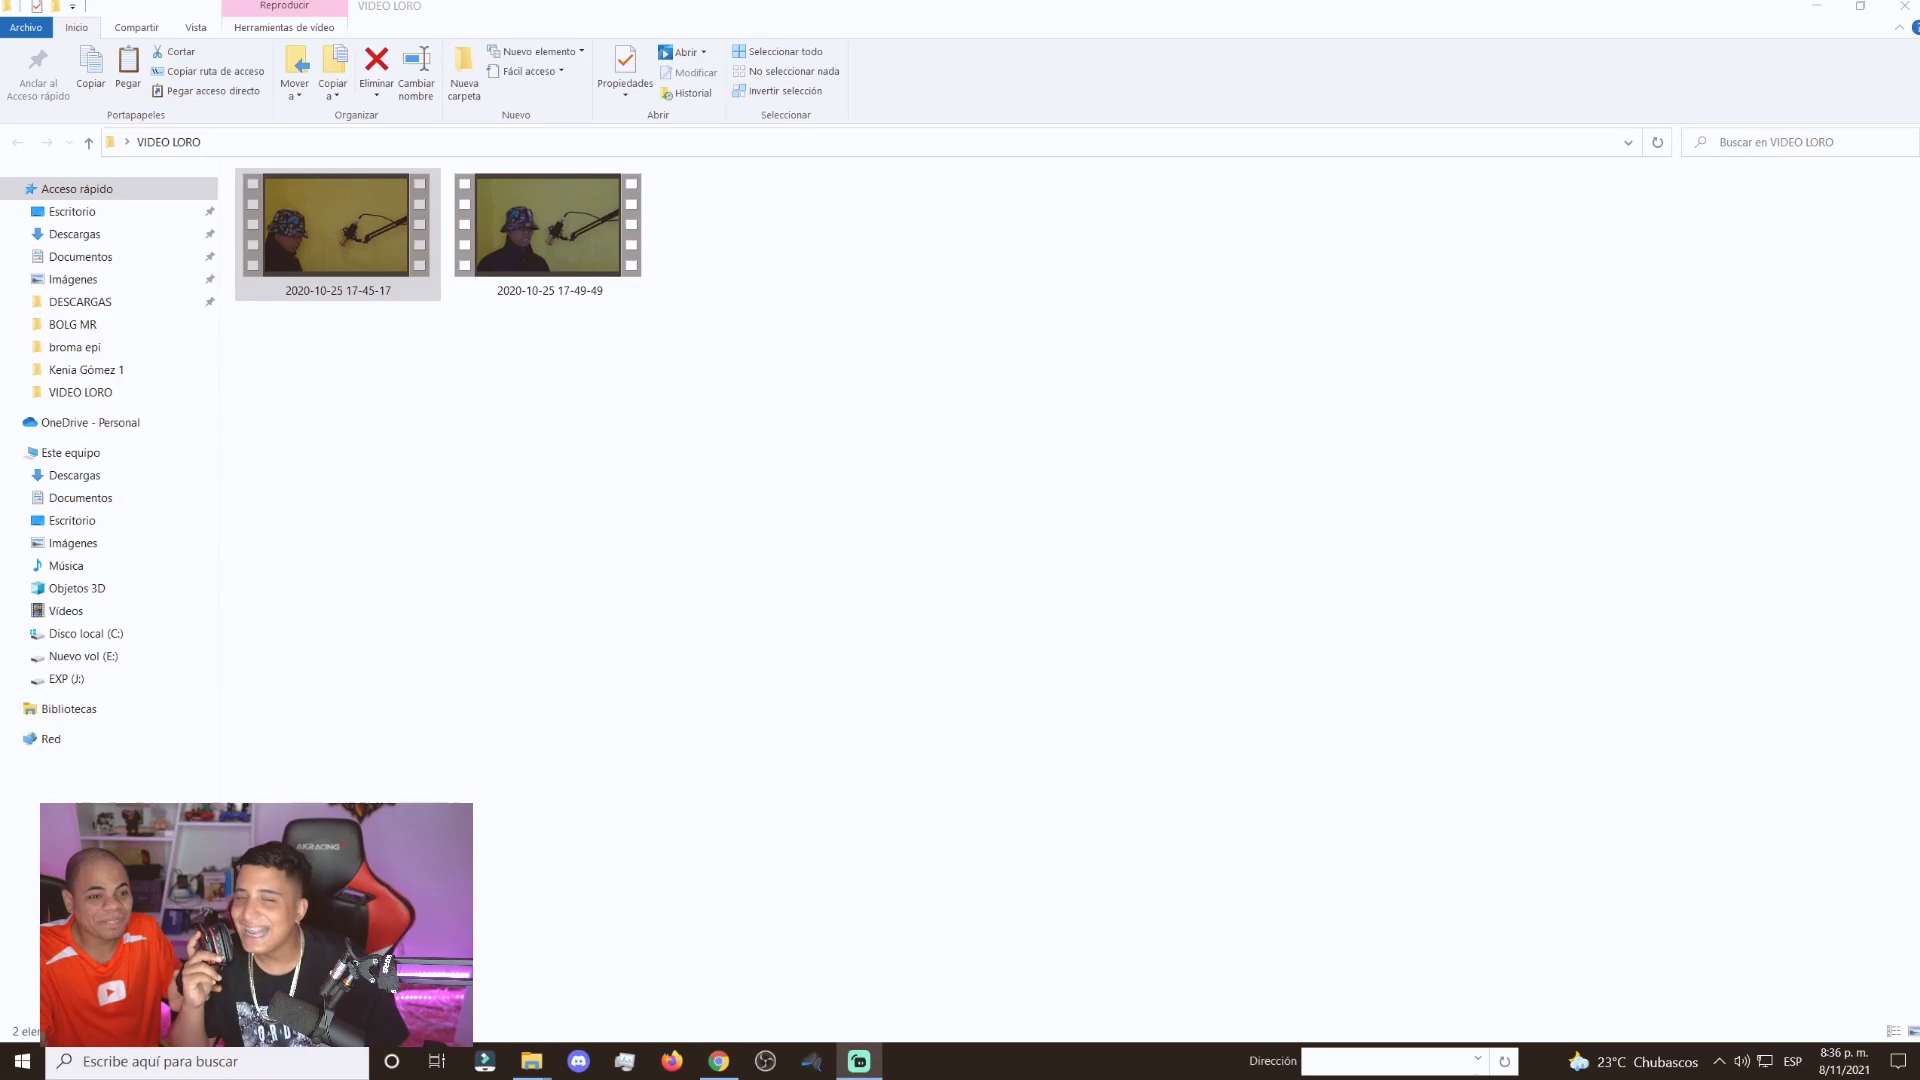 Reproducir
VIDEO LORO
Archivo
Inicio
Compartir
Vista
Herramientas de vídeo
Anclar al
Acceso rápido
Copiar
Pegar
Cortar
Copiar ruta de acceso
Pegar acceso directo
Portapapeles
Mover
a
Copiar
a
Eliminar
Cambiar
nombre
Organizar
Nueva
carpeta
Nuevo elemento
Fácil acceso
Nuevo
Propiedades
Abrir
Modificar
Historial
Abrir
Seleccionar todo
No seleccionar nada
Invertir selección
Seleccionar
VIDEO LORO
Buscar en VIDEO LORO
Acceso rápido
Escritorio
Descargas
Documentos
Imágenes
DESCARGAS
BOLG MR
broma epi
Kenia Gómez 1
VIDEO LORO
OneDrive - Personal
Este equipo
Descargas
Documentos
Escritorio
Imágenes
Música
Objetos 3D
Vídeos
Disco local (C:)
Nuevo vol (E:)
EXP (J:)
Bibliotecas
Red
2020-10-25 17-45-17
2020-10-25 17-49-49
AKRACING
2 ele
Escribe aquí para buscar
Dirección
23°C Chubascos
ESP
8:36 p. m.
8/11/2021